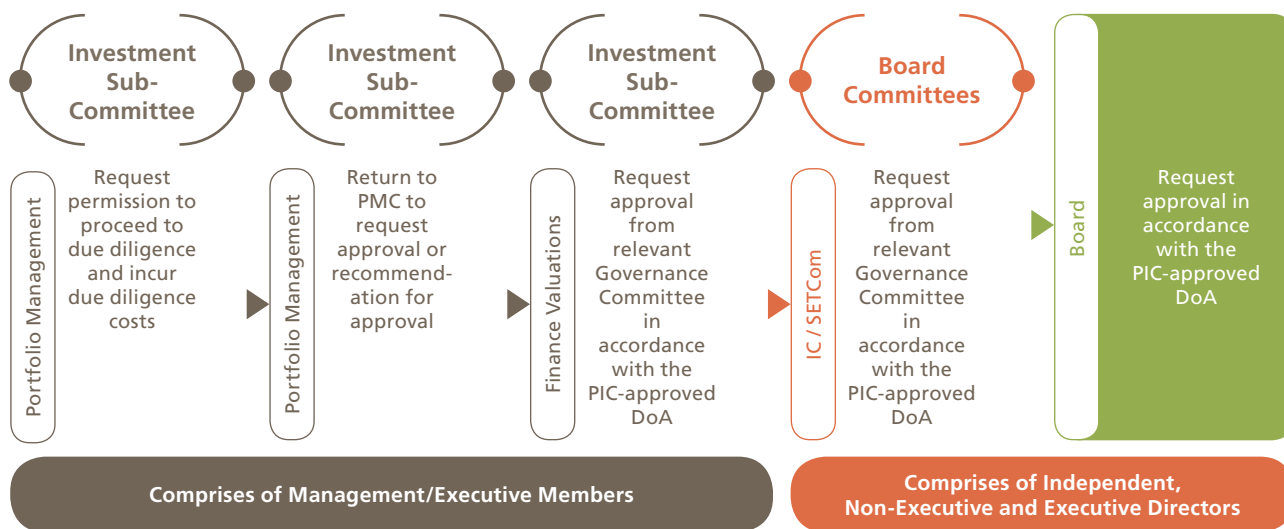 Investment
Sub-
Committee
Portfolio Management
Request
permission to
proceed to
due diligence
and incur
due diligence
costs
Investment
Sub-
Committee
Portfolio Management
Return to
PMC to
request
approval or
recommend-
ation for
approval
Investment
Sub-
Committee
Finance Valuations
Request
approval
from
relevant
Governance
Committee
in
accordance
with the
PIC-approved
DoA
Board
Committees
IC / SETCom
Request
approval
from
relevant
Governance
Committee
in
accordance
with the
PIC-approved
DoA
Board
Request
approval in
accordance
with the
PIC-approved
DoA
Comprises of Management/Executive Members
Comprises of Independent,
Non-Executive and Executive Directors